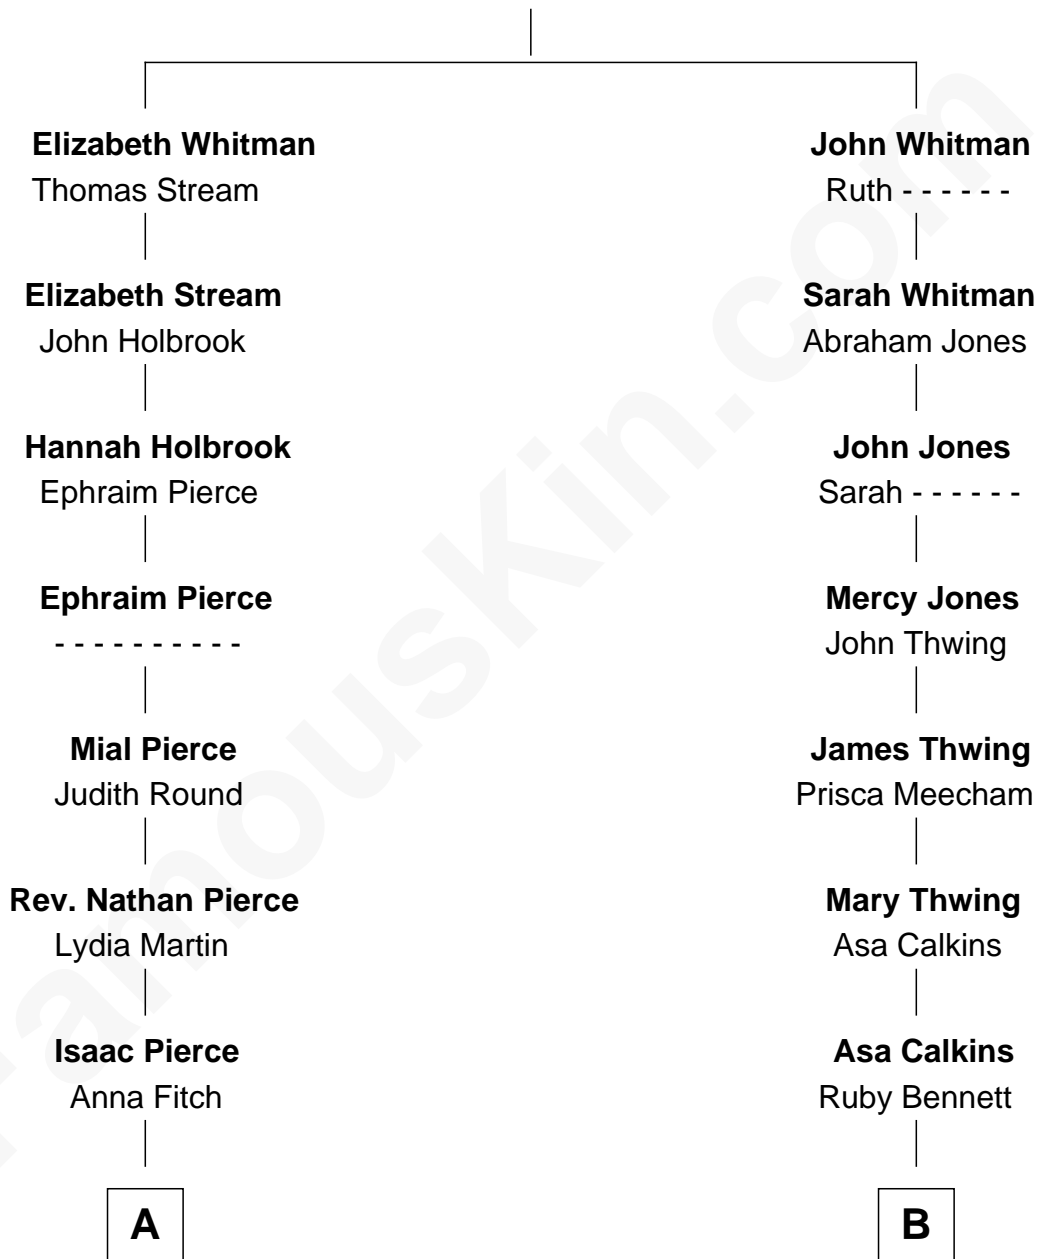 Elizabeth Whitman
Thomas Stream
Elizabeth Stream
John Holbrook
Hannah Holbrook
Ephraim Pierce
Ephraim Pierce
- - - - - - - - - -
Mial Pierce
Judith Round
Rev. Nathan Pierce
Lydia Martin
Isaac Pierce
Anna Fitch
A
John Whitman
Ruth - - - - - -
Sarah Whitman
Abraham Jones
John Jones
Sarah - - - - - -
Mercy Jones
John Thwing
James Thwing
Prisca Meecham
Mary Thwing
Asa Calkins
Asa Calkins
Ruby Bennett
B
FamousKin.com